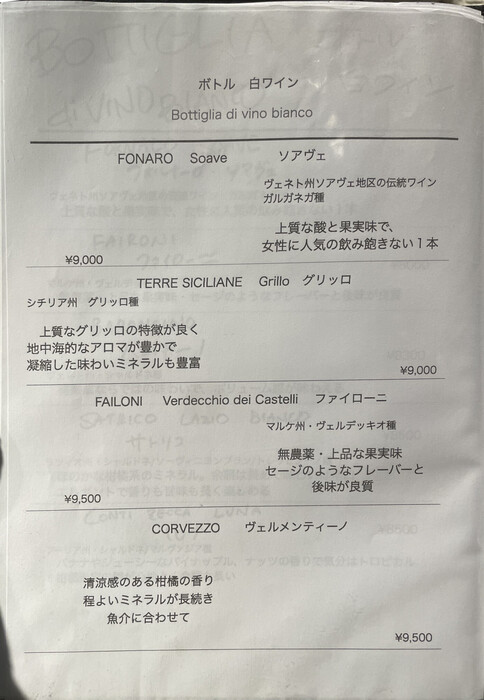 ボトル 白ワイン
Bottiglia di vino bianco
FONARO Soave ソアヴェ
ヴェネト州ソアヴェ地区の伝統ワイン
ガルガネガ種
上質な酸と果実味で、
女性に人気の飲み飽きない1本
¥9,000
TERRE SICILIANE Grillo グリッロ
シチリア州 グリッロ種
上質なグリッロの特徴が良く
地中海的なアロマが豊かで
凝縮した味わいミネラルも豊富
¥9,000
FAILONI Verdecchio dei Castelli ファイローニ
マルケ州・ヴェルデッキオ種
無農薬・上品な果実味
セージのようなフレーバーと
後味が良質
¥9,500
CORVEZZO ヴェルメンティーノ
清涼感のある柑橘の香り
程よいミネラルが長続き
魚介に合わせて
¥9,500